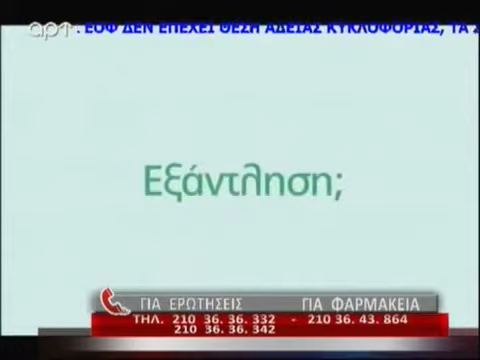 αρτ . ΕΟΦ ΔΕΝ ΕΠΕΧΕΙ ΘΕΣΗ ΑΔΕΙΑΣ ΚΥΚΛΟΦΟΡΙΑΣ, ΤΑ Σ
Εξάντληση;
ΓΙΑ ΕΡΩΤΗΣΕΙΣ ΓΙΑ ΦΑΡΜΑΚΕΙΑ
ΤΗΛ. 210 36. 36. 332 - 210 36. 43. 864
210 36. 36. 342